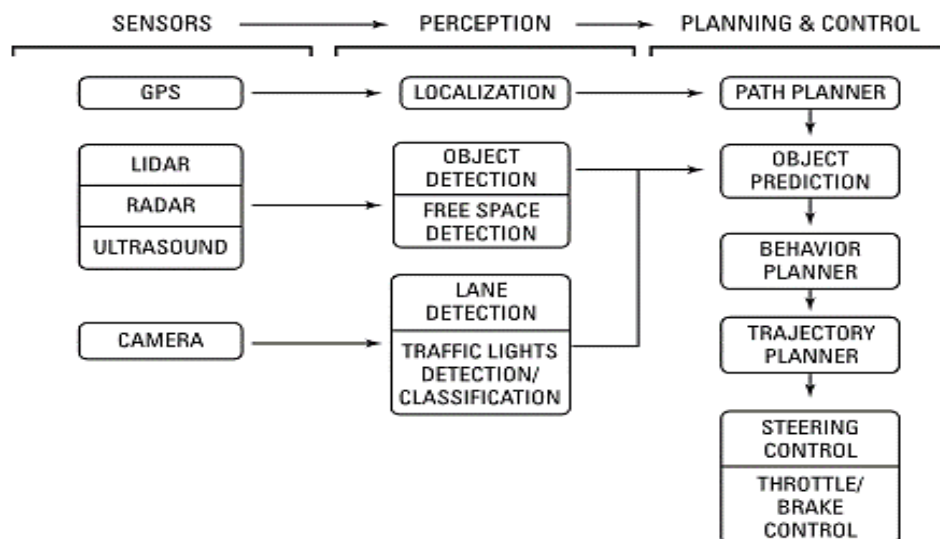 SENSORS
PERCEPTION
PLANNING & CONTROL
GPS
LOCALIZATION
PATH PLANNER
LIDAR
RADAR
ULTRASOUND
OBJECT
DETECTION
FREE SPACE
DETECTION
OBJECT
PREDICTION
BEHAVIOR
PLANNER
CAMERA
LANE
DETECTION
TRAFFIC LIGHTS
DETECTION/
CLASSIFICATION
TRAJECTORY
PLANNER
STEERING
CONTROL
THROTTLE/
BRAKE
CONTROL